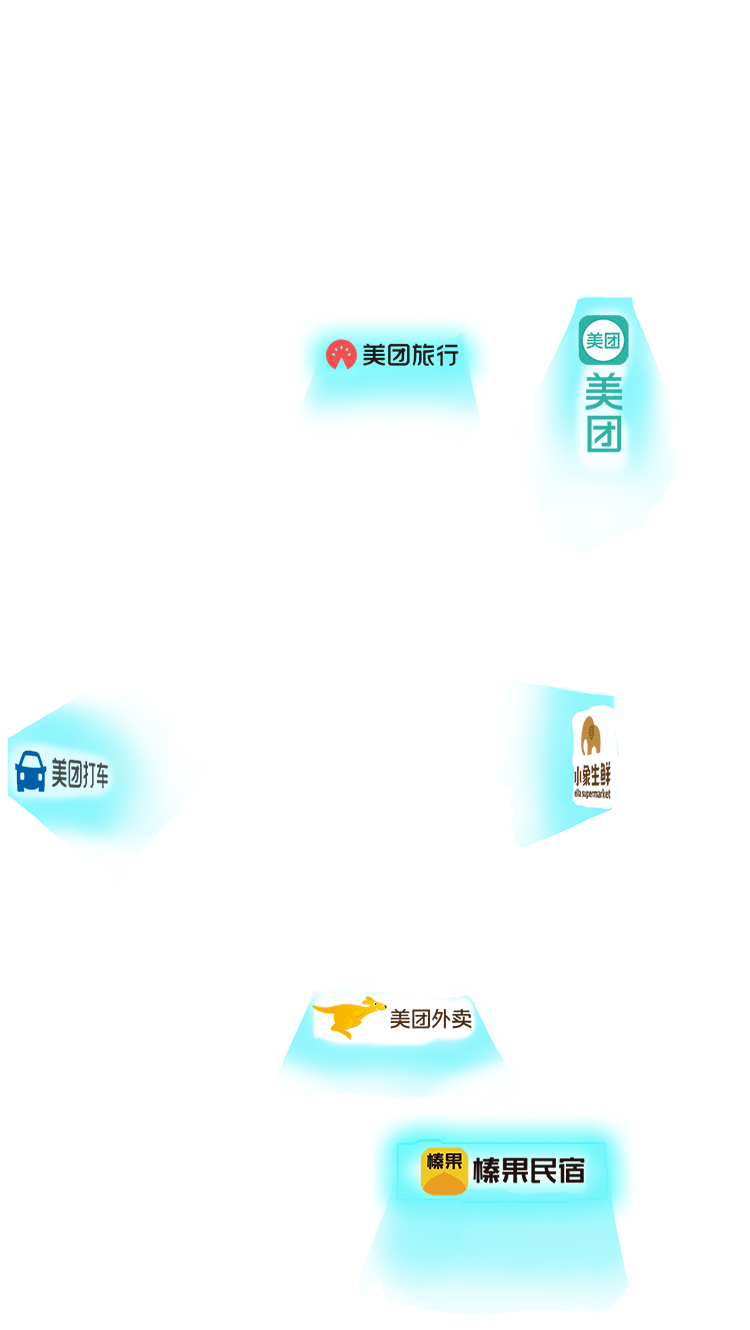 美团旅行
美团
美
团
美团打车
小象生鲜
ella supermarket
美团外卖
榛果
榛果民宿